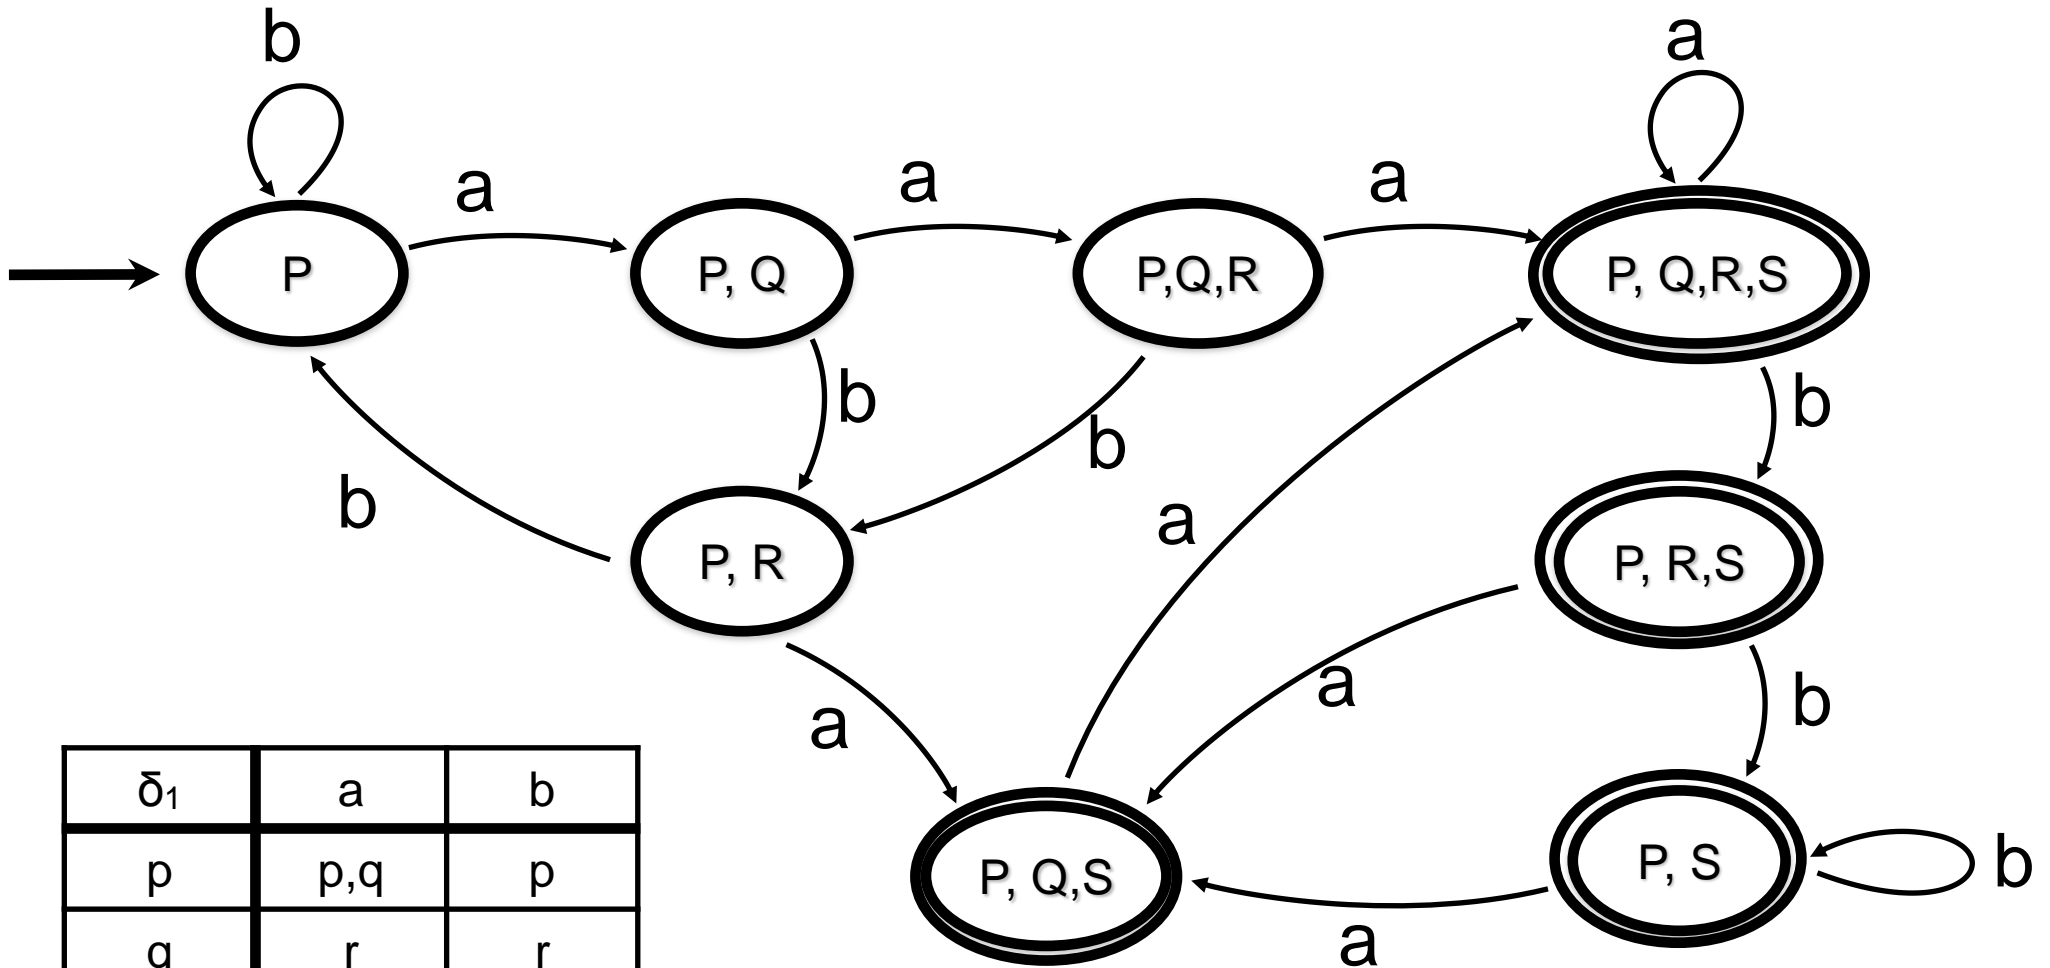 b
a
a
a
a
P
P, Q
P,Q,R
P, Q,R,S
b
b
b
b
a
P, R
P, R,S
a
b
a
δ₁ a b
p p,q p
q r r
P, Q,S
P, S
b
a